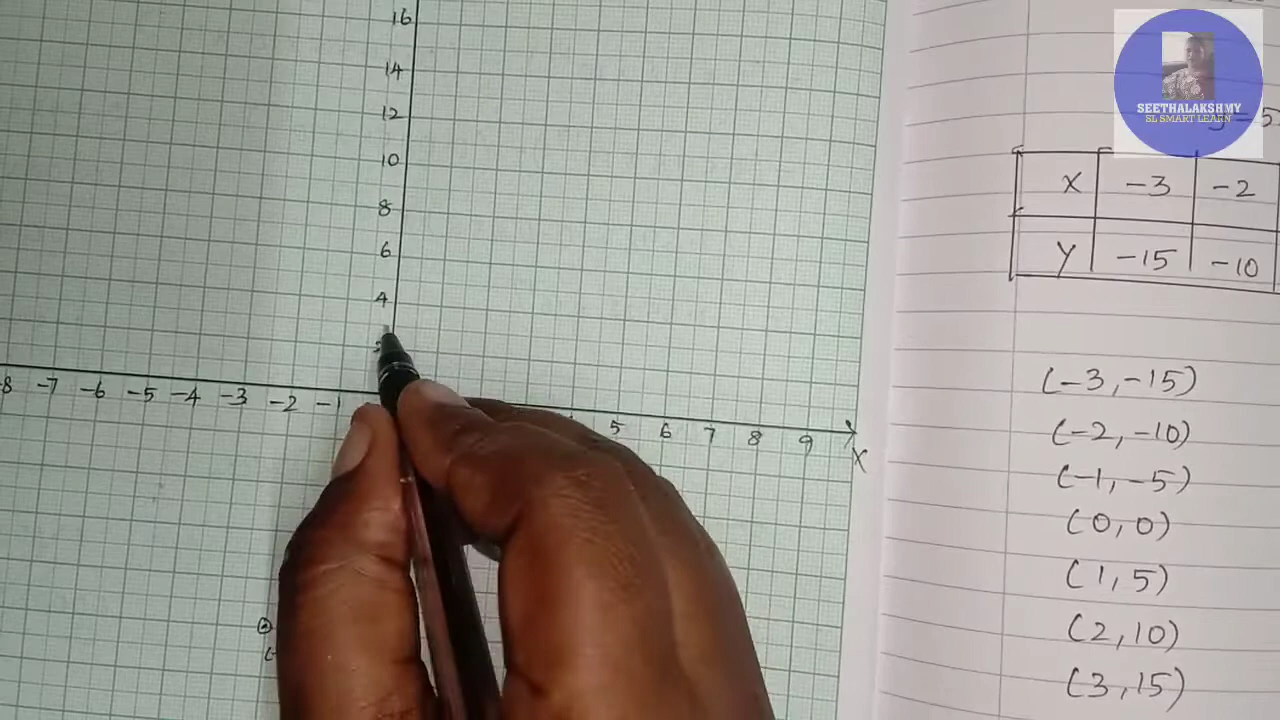 16
14
12
10
8
6
4
-8 -7 -6 -5 -4 -3 -2 -1 5 6 7 8 9
X
SEETHALAKSHMY
SL SMART LEARN
y = 5
X -3 -2
Y -15 -10
(-3, -15)
(-2, -10)
(-1, -5)
(0, 0)
(1, 5)
(2, 10)
(3, 15)